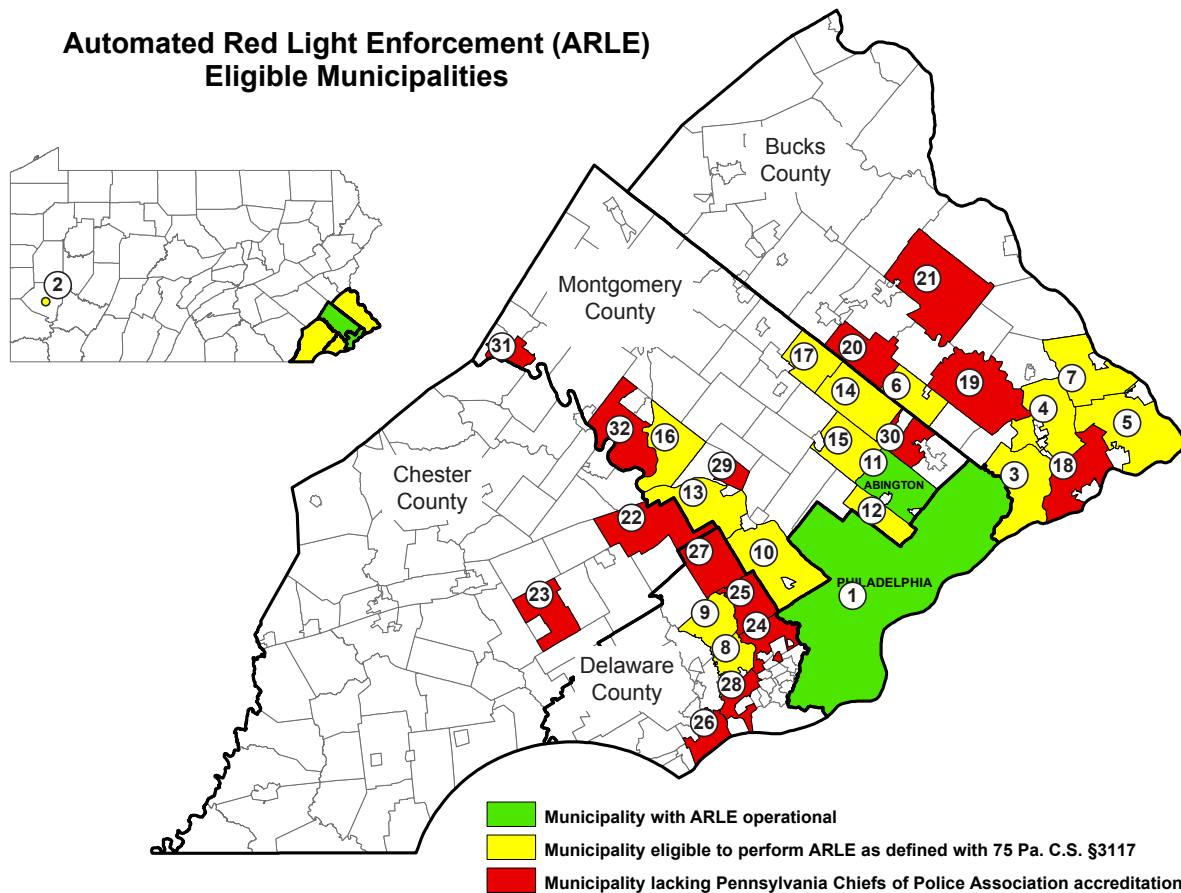 Automated Red Light Enforcement (ARLE)
Eligible Municipalities
Bucks
County
2
21
Montgomery
County
31
17
20
7
14
6
19
4
5
32
16
15
30
29
11
3
18
Chester
County
ABINGTON
13
12
22
10
27
PHILADELPHIA
23
25
1
9
24
8
Delaware
County
28
26
Municipality with ARLE operational
Municipality eligible to perform ARLE as defined with 75 Pa. C.S. §3117
Municipality lacking Pennsylvania Chiefs of Police Association accreditation